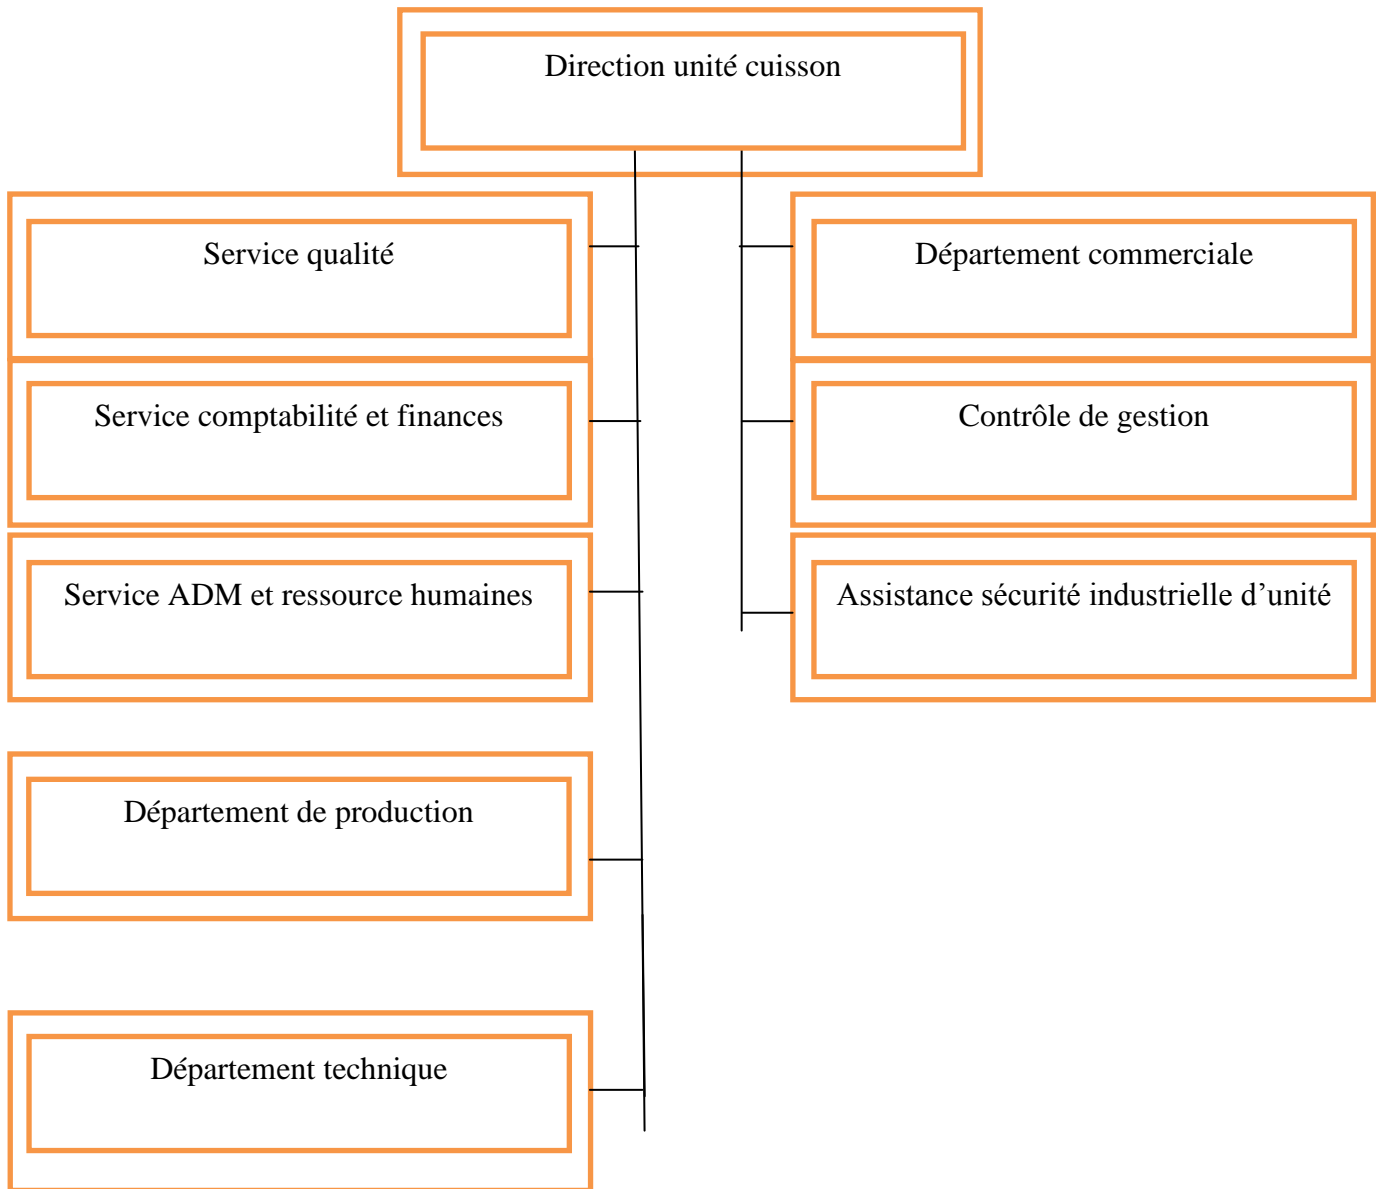 Direction unité cuisson
Service qualité
Département commerciale
Service comptabilité et finances
Contrôle de gestion
Service ADM et ressource humaines
Assistance sécurité industrielle d’unité
Département de production
Département technique